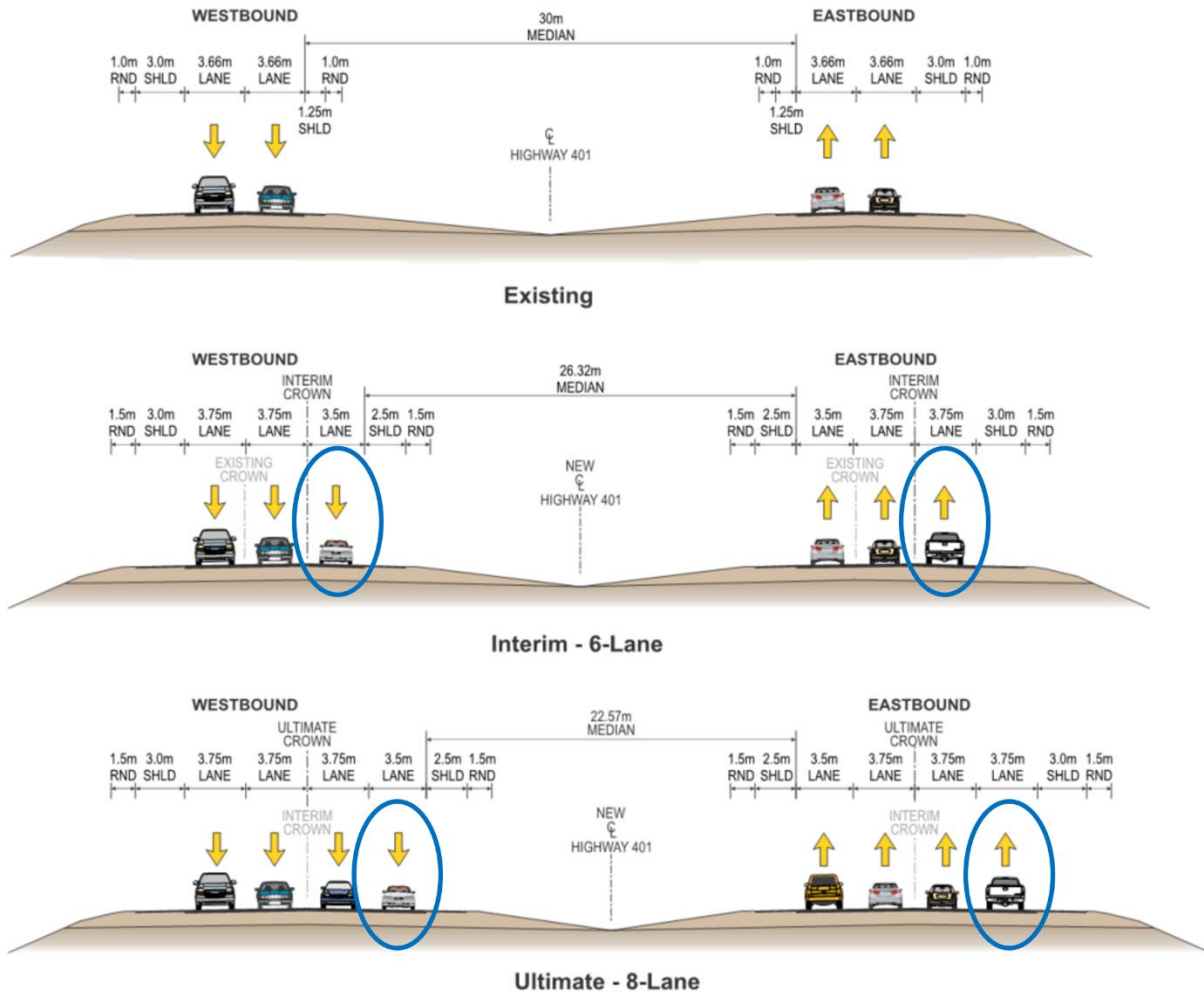 WESTBOUND
EASTBOUND
30m
MEDIAN
1.0m 3.0m 3.66m 3.66m 1.0m
RND SHLD LANE LANE RND
1.25m
SHLD
1.0m 3.66m 3.66m 3.0m 1.0m
RND LANE LANE SHLD RND
1.25m
SHLD
℄
HIGHWAY 401
Existing
WESTBOUND
EASTBOUND
INTERIM
CROWN
26.32m
MEDIAN
INTERIM
CROWN
1.5m 3.0m 3.75m 3.75m 3.5m 2.5m 1.5m
RND SHLD LANE LANE LANE SHLD RND
1.5m 2.5m 3.5m 3.75m 3.75m 3.0m 1.5m
RND SHLD LANE LANE LANE SHLD RND
EXISTING
CROWN
NEW
℄
HIGHWAY 401
EXISTING
CROWN
Interim - 6-Lane
WESTBOUND
EASTBOUND
ULTIMATE
CROWN
22.57m
MEDIAN
ULTIMATE
CROWN
1.5m 3.0m 3.75m 3.75m 3.75m 3.5m 2.5m 1.5m
RND SHLD LANE LANE LANE LANE SHLD RND
1.5m 2.5m 3.5m 3.75m 3.75m 3.75m 3.0m 1.5m
RND SHLD LANE LANE LANE LANE SHLD RND
INTERIM
CROWN
NEW
℄
HIGHWAY 401
INTERIM
CROWN
Ultimate - 8-Lane